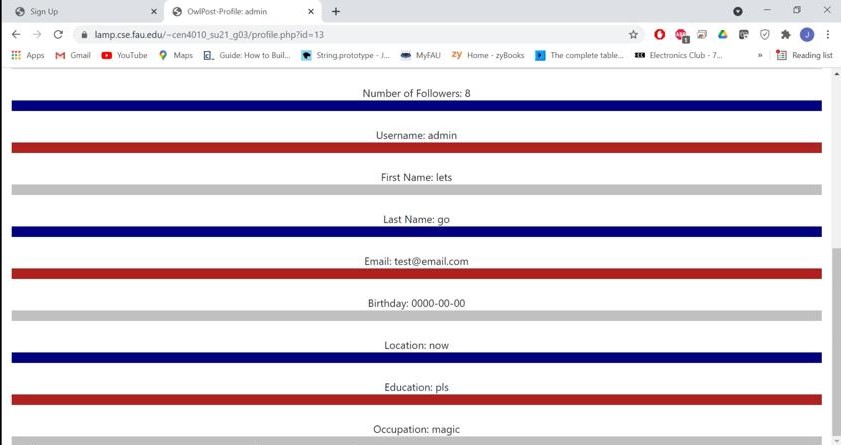 Sign Up
OwlPost-Profile: admin
lamp.cse.fau.edu/~cen4010_su21_g03/profile.php?id=13
Apps Gmail YouTube Maps Guide: How to Buil... String.prototype - J... MyFAU Home - zyBooks The complete table... Electronics Club - 7... » Reading list
Number of Followers: 8
Username: admin
First Name: lets
Last Name: go
Email: test@email.com
Birthday: 0000-00-00
Location: now
Education: pls
Occupation: magic